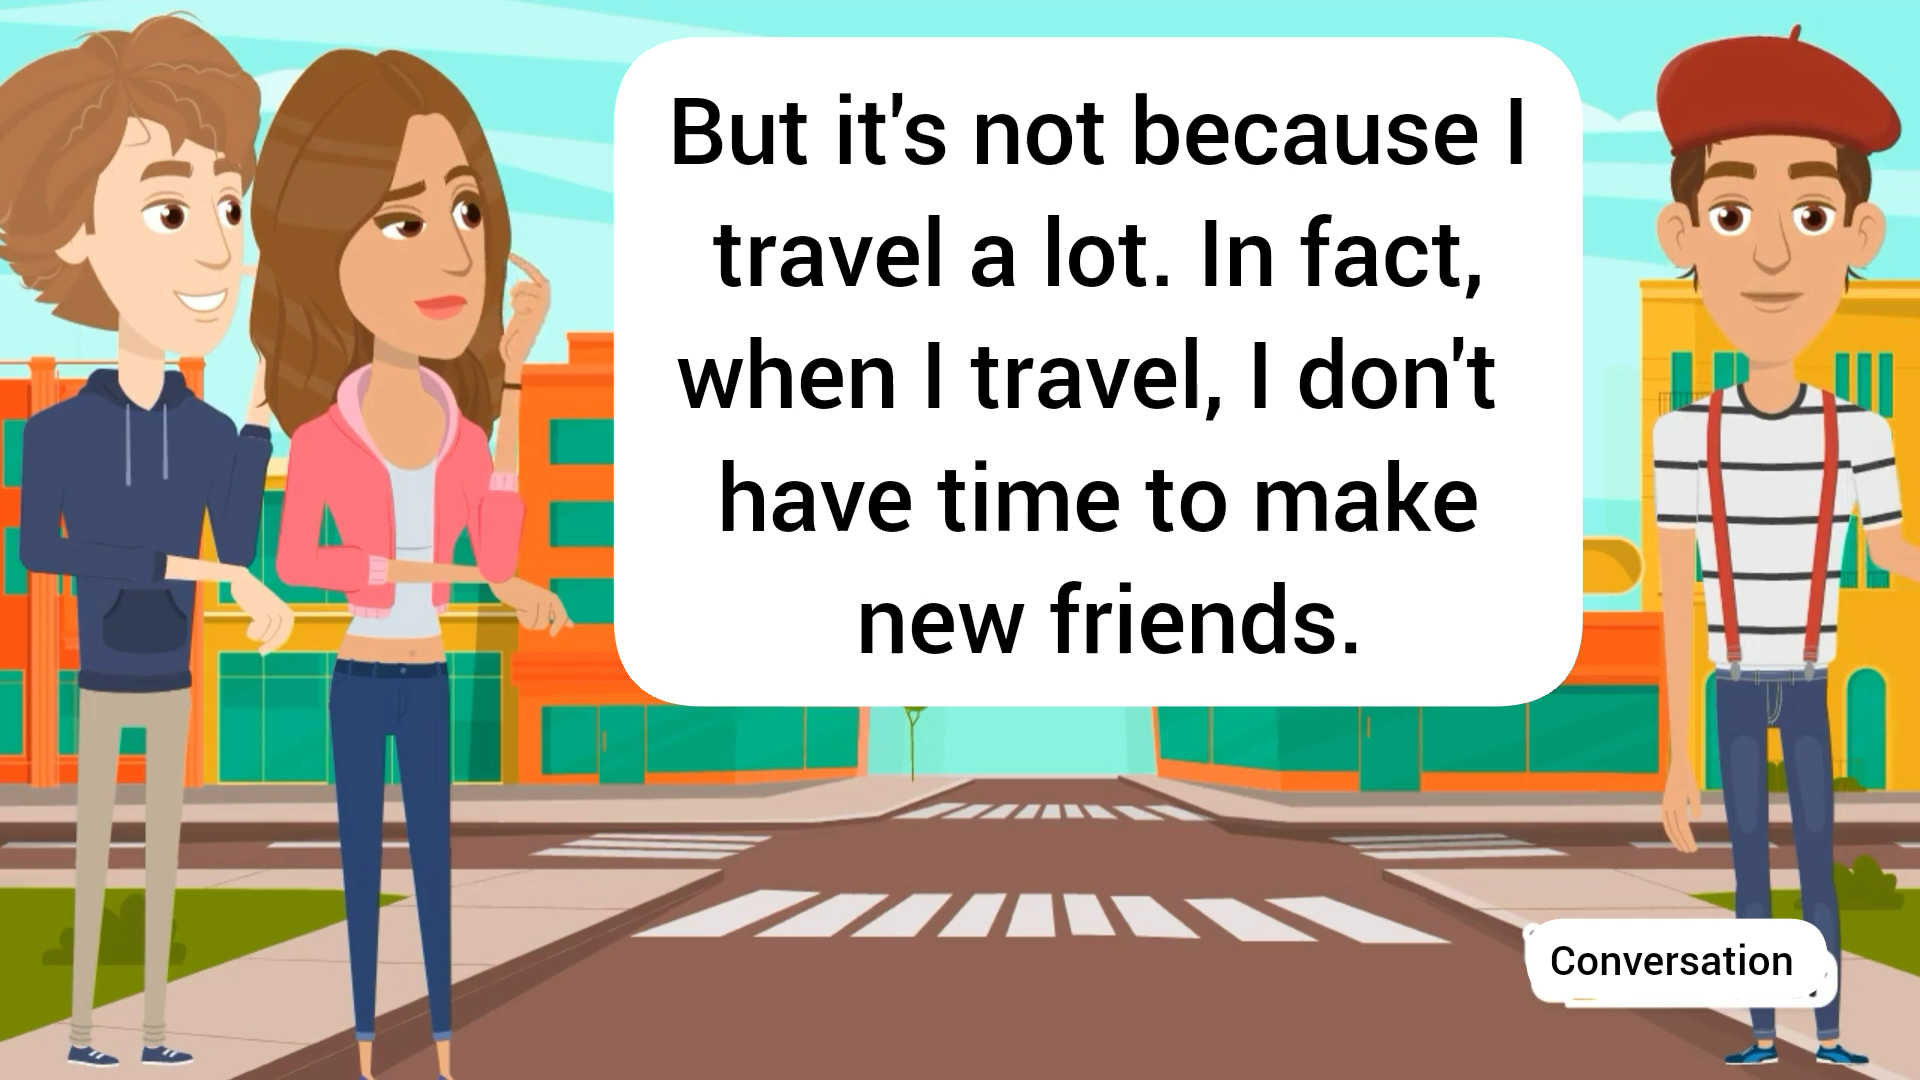 But it's not because I
travel a lot. In fact,
when I travel, I don't
have time to make
new friends.
Conversation